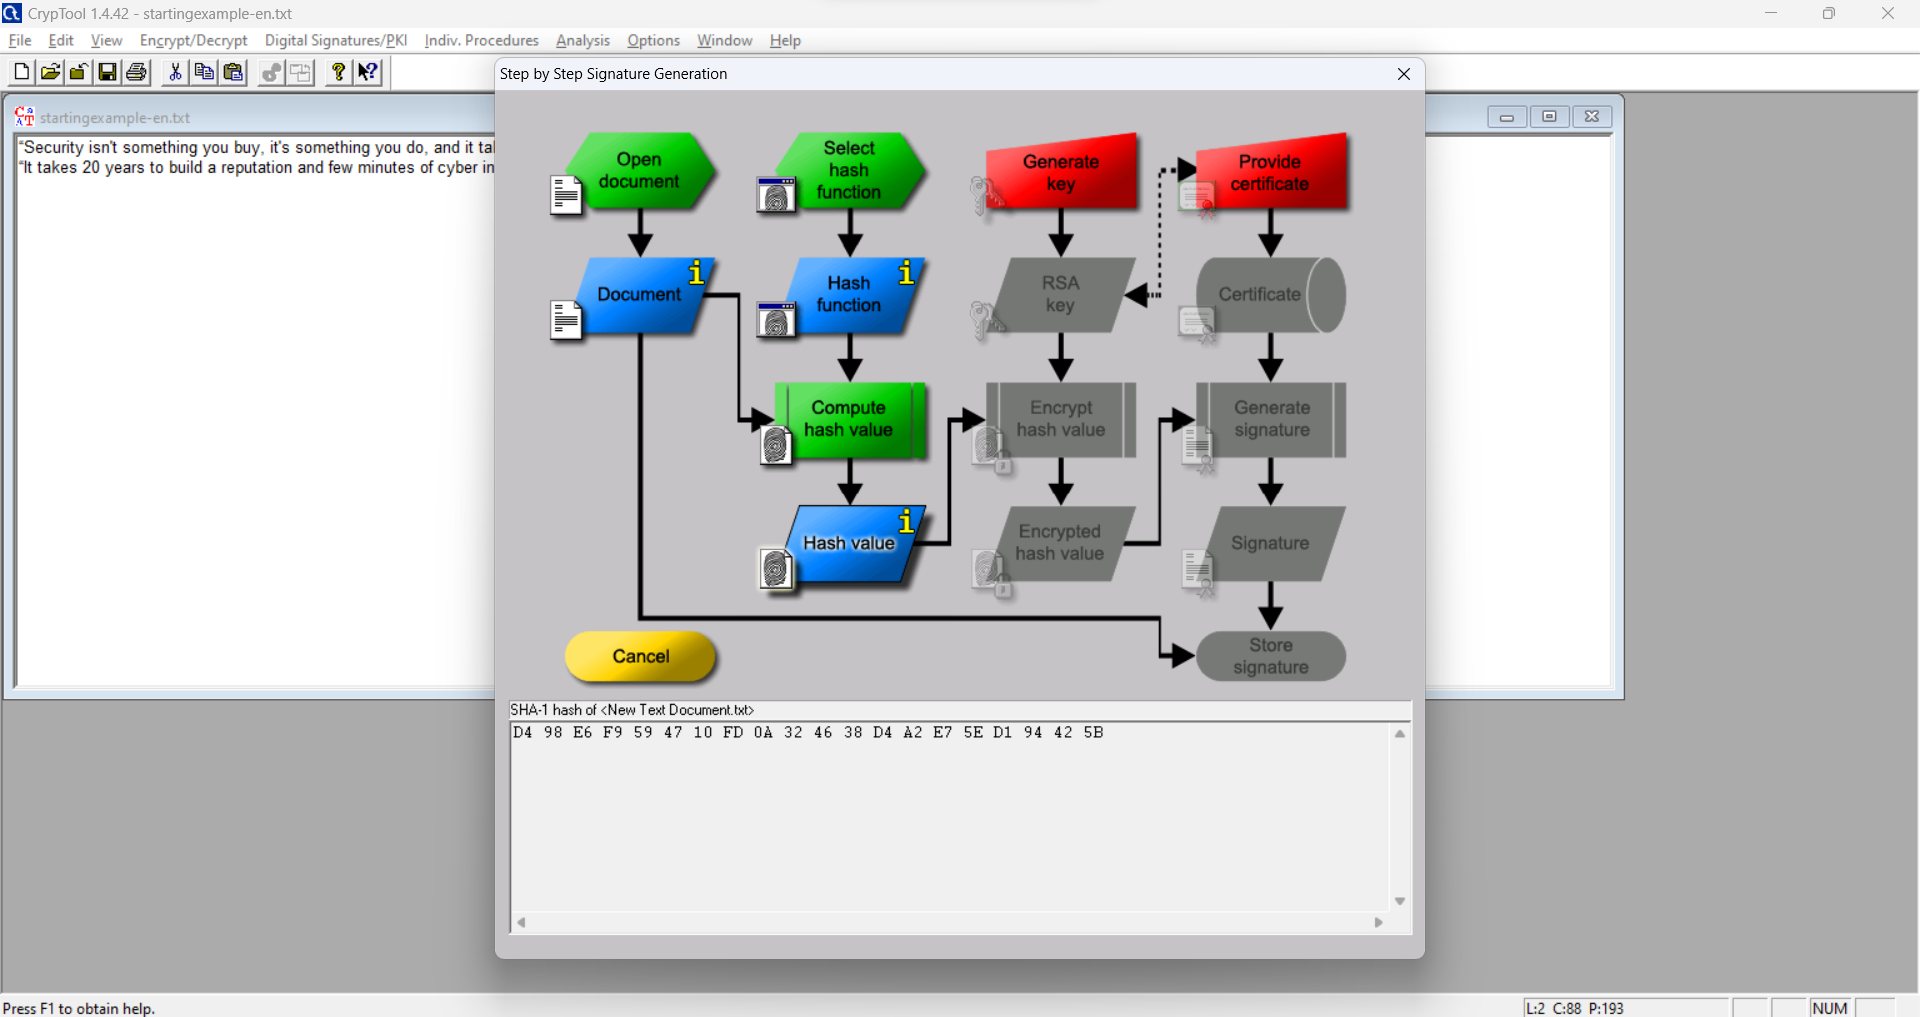 CrypTool 1.4.42 - startingexample-en.txt
File Edit View Encrypt/Decrypt Digital Signatures/PKI Indiv. Procedures Analysis Options Window Help
Step by Step Signature Generation
startingexample-en.txt
“Security isn't something you buy, it's something you do, and it tal
“It takes 20 years to build a reputation and few minutes of cyber in
Open
document
Select
hash
function
Generate
key
Provide
certificate
Document
Hash
function
RSA
key
Certificate
Compute
hash value
Encrypt
hash value
Generate
signature
Hash value
Encrypted
hash value
Signature
Cancel
Store
signature
SHA-1 hash of <New Text Document.txt>
D4 98 E6 F9 59 47 10 FD 0A 32 46 38 D4 A2 E7 5E D1 94 42 5B
Press F1 to obtain help.
L:2 C:88 P:193
NUM